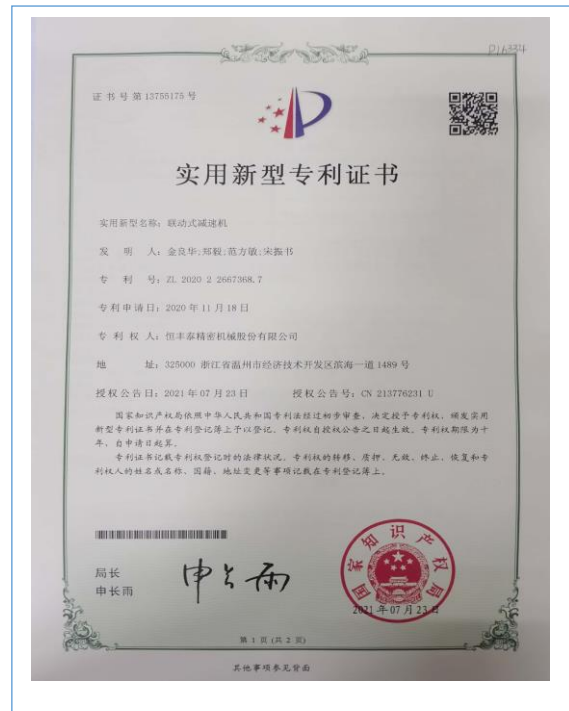 P16334
证书号第13755175号
实用新型专利证书
实用新型名称：联动式减速机
发 明 人：金良华;郑毅;范方敏;宋振书
专 利 号：ZL 2020 2 2667368.7
专利申请日：2020年11月18日
专 利 权 人：恒丰泰精密机械股份有限公司
地 址：325000 浙江省温州市经济技术开发区滨海一道1489号
授权公告日：2021年07月23日 授权公告号：CN 213776231 U
国家知识产权局依照中华人民共和国专利法经过初步审查，决定授予专利权，颁发实用
新型专利证书并在专利登记簿上予以登记。专利权自授权公告之日起生效。专利权期限为十
年，自申请日起算。
专利证书记载专利权登记时的法律状况。专利权的转移、质押、无效、终止、恢复和专
利权人的姓名或名称、国籍、地址变更等事项记载在专利登记簿上。
局长
申长雨
申长雨
国家知识产权局
2021年07月23日
第 1 页 (共 2 页)
其他事项参见背面